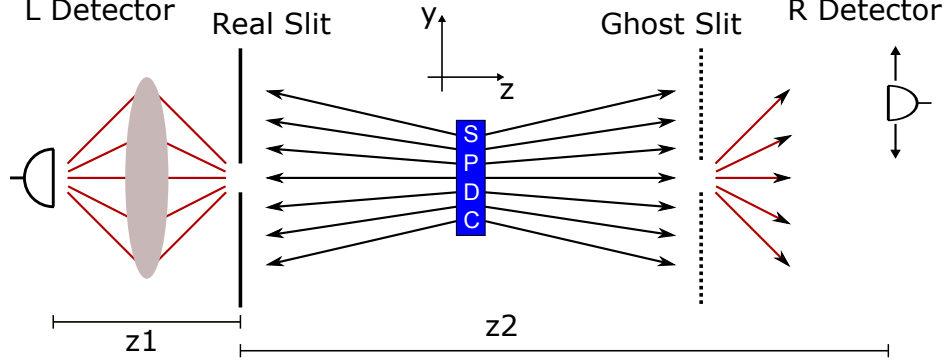 L Detector
Real Slit
y
z
Ghost Slit
R Detector
S
P
D
C
z1
z2